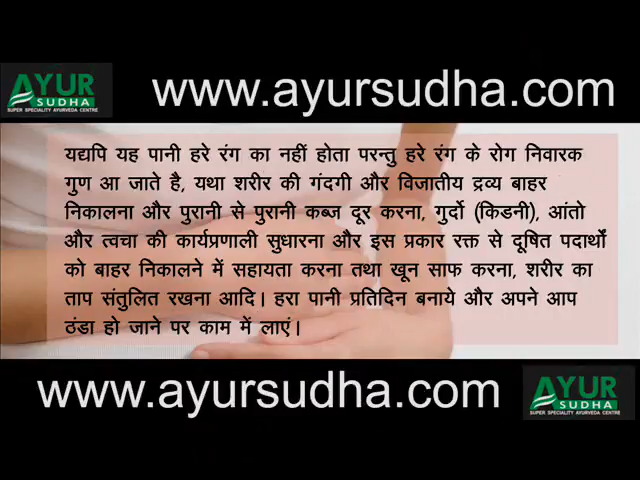 AYUR
SUDHA
SUPER SPECIALITY AYURVEDA CENTRE
www.ayursudha.com
यद्यपि यह पानी हरे रंग का नहीं होता परन्तु हरे रंग के रोग निवारक
गुण आ जाते है, यथा शरीर की गंदगी और विजातीय द्रव्य बाहर
निकालना और पुरानी से पुरानी कब्ज दूर करना, गुर्दो (किडनी), आंतो
और त्वचा की कार्यप्रणाली सुधारना और इस प्रकार रक्त से दूषित पदार्थों
को बाहर निकालने में सहायता करना तथा खून साफ करना, शरीर का
ताप संतुलित रखना आदि। हरा पानी प्रतिदिन बनाये और अपने आप
ठंडा हो जाने पर काम में लाएं।
www.ayursudha.com
AYUR
SUDHA
SUPER SPECIALITY AYURVEDA CENTRE